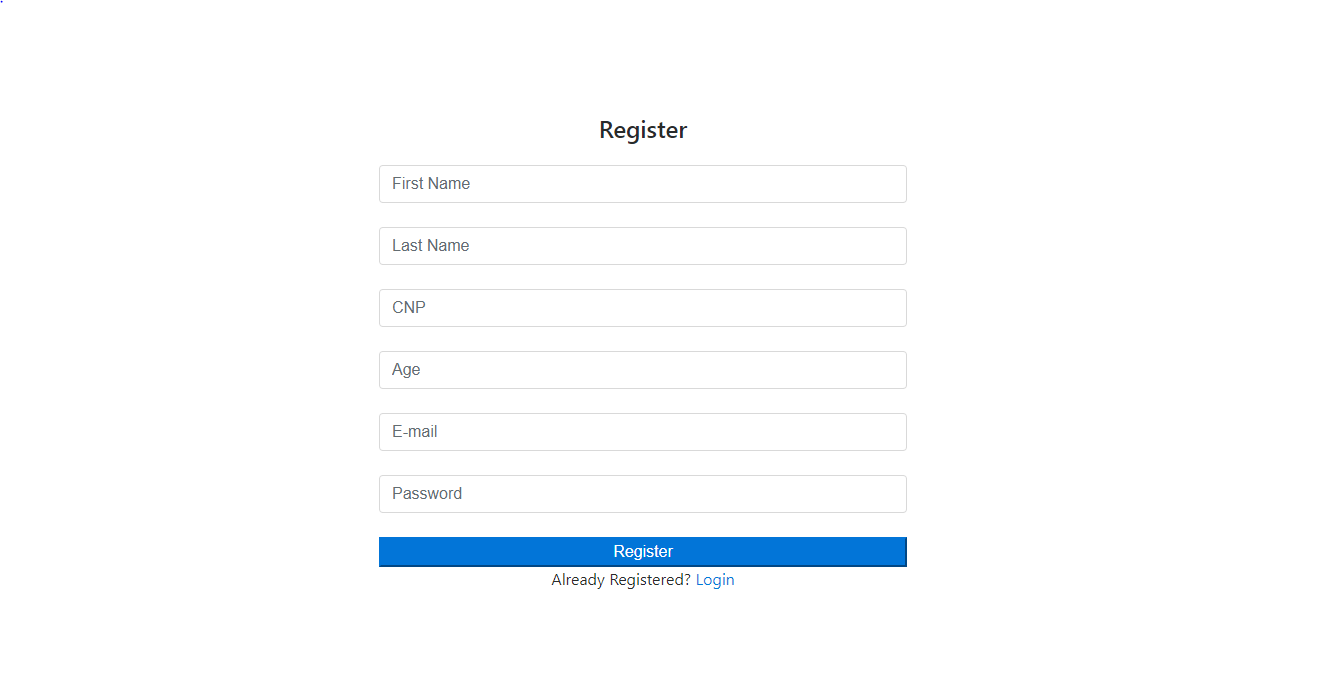 Register
First Name
Last Name
CNP
Age
E-mail
Password
Register
Already Registered? Login